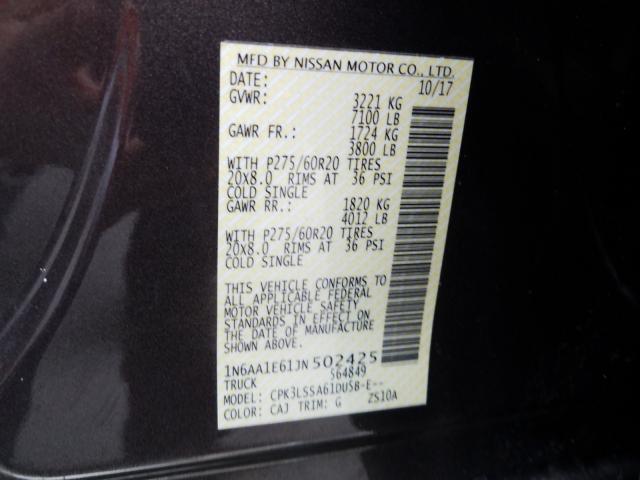 MFD BY NISSAN MOTOR CO., LTD.
DATE: 10/17
GVWR: 3221 KG
7100 LB
GAWR FR.: 1724 KG
3800 LB
WITH P275/60R20 TIRES
20X8.0 RIMS AT 36 PSI
COLD SINGLE
GAWR RR.: 1820 KG
4012 LB
WITH P275/60R20 TIRES
20X8.0 RIMS AT 36 PSI
COLD SINGLE
THIS VEHICLE CONFORMS TO
ALL APPLICABLE FEDERAL
MOTOR VEHICLE SAFETY
STANDARDS IN EFFECT ON
THE DATE OF MANUFACTURE
SHOWN ABOVE.
1N6AA1E61JN502425
TRUCK 564849
MODEL: CPK3LSSA61DUSB-E--
COLOR: CAJ TRIM: G ZS10A